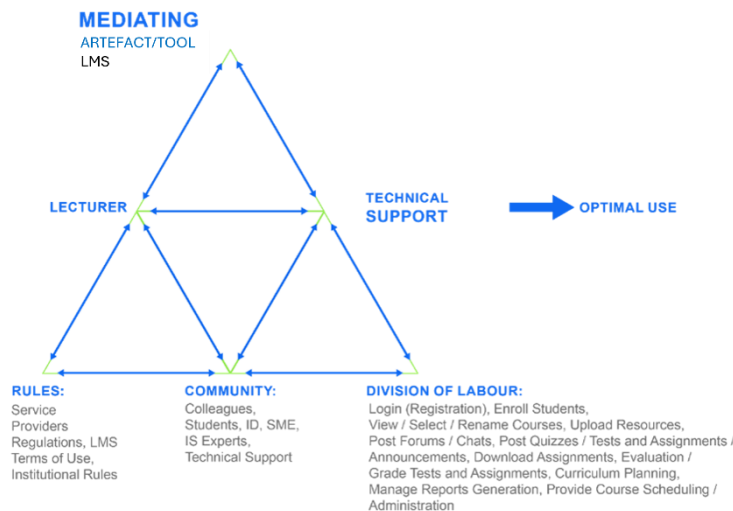 MEDIATING
ARTEFACT/TOOL
LMS
LECTURER
TECHNICAL
SUPPORT
OPTIMAL USE
RULES:
Service
Providers
Regulations, LMS
Terms of Use,
Institutional Rules
COMMUNITY:
Colleagues,
Students, ID, SME,
IS Experts,
Technical Support
DIVISION OF LABOUR:
Login (Registration), Enroll Students,
View / Select / Rename Courses, Upload Resources,
Post Forums / Chats, Post Quizzes / Tests and Assignments /
Announcements, Download Assignments, Evaluation /
Grade Tests and Assignments, Curriculum Planning,
Manage Reports Generation, Provide Course Scheduling /
Administration